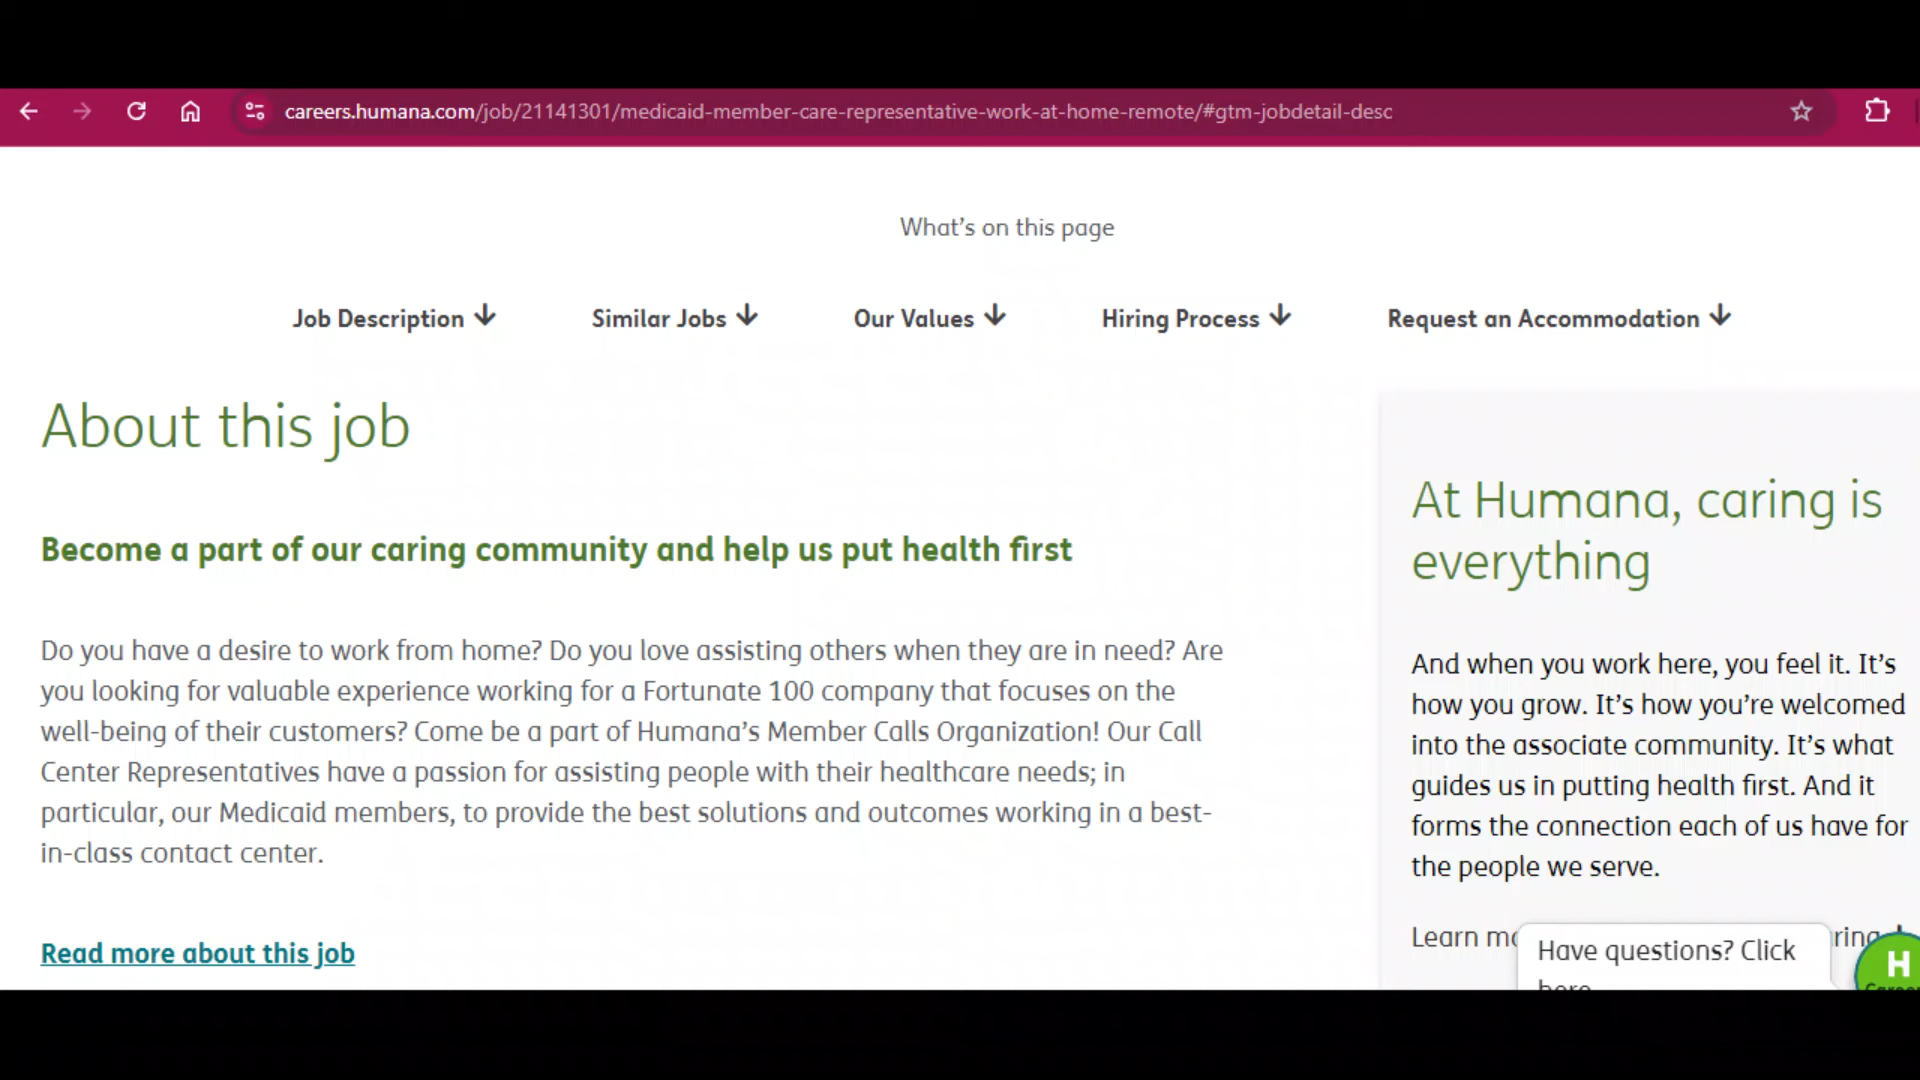 careers.humana.com/job/21141301/medicaid-member-care-representative-work-at-home-remote/#gtm-jobdetail-desc
What's on this page
Job Description ↓ Similar Jobs ↓ Our Values ↓ Hiring Process ↓ Request an Accommodation ↓
About this job
Become a part of our caring community and help us put health first
Do you have a desire to work from home? Do you love assisting others when they are in need? Are
you looking for valuable experience working for a Fortunate 100 company that focuses on the
well-being of their customers? Come be a part of Humana's Member Calls Organization! Our Call
Center Representatives have a passion for assisting people with their healthcare needs; in
particular, our Medicaid members, to provide the best solutions and outcomes working in a best-
in-class contact center.
Read more about this job
At Humana, caring is
everything
And when you work here, you feel it. It's
how you grow. It's how you're welcomed
into the associate community. It's what
guides us in putting health first. And it
forms the connection each of us have for
the people we serve.
Learn
Have questions? Click
here
H